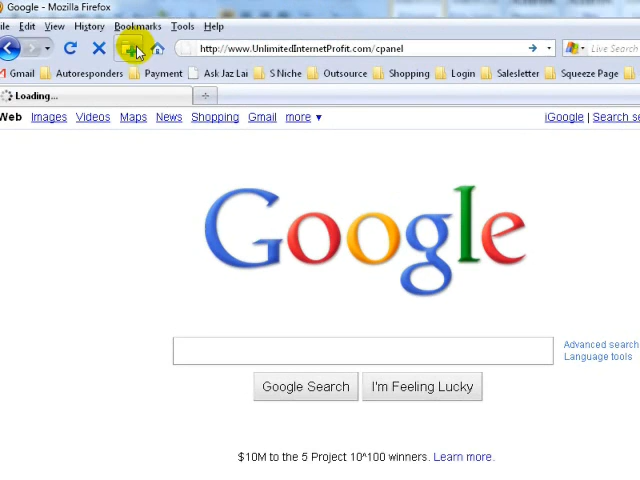 Google - Mozilla Firefox
ile Edit View History Bookmarks Tools Help
http://www.UnlimitedInternetProfit.com/cpanel Live Search
Gmail Autoresponders Payment Ask Jaz Lai S Niche Outsource Shopping Login Salesletter Squeeze Page
Loading...
Web Images Videos Maps News Shopping Gmail more ▼ iGoogle | Search se
Google
Advanced search
Language tools
Google Search I'm Feeling Lucky
$10M to the 5 Project 10^100 winners. Learn more.